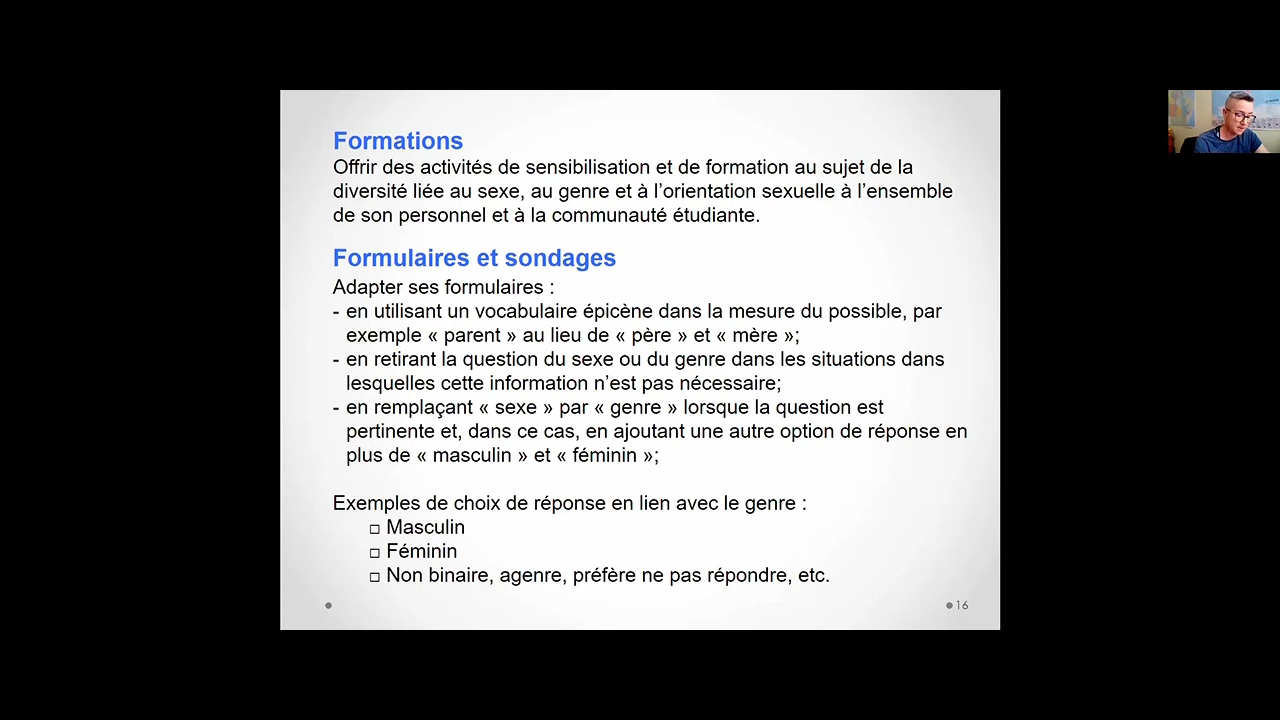 Formations
Offrir des activités de sensibilisation et de formation au sujet de la
diversité liée au sexe, au genre et à l’orientation sexuelle à l’ensemble
de son personnel et à la communauté étudiante.
Formulaires et sondages
Adapter ses formulaires :
- en utilisant un vocabulaire épicène dans la mesure du possible, par
exemple « parent » au lieu de « père » et « mère »;
- en retirant la question du sexe ou du genre dans les situations dans
lesquelles cette information n’est pas nécessaire;
- en remplaçant « sexe » par « genre » lorsque la question est
pertinente et, dans ce cas, en ajoutant une autre option de réponse en
plus de « masculin » et « féminin »;
Exemples de choix de réponse en lien avec le genre :
□ Masculin
□ Féminin
□ Non binaire, agenre, préfère ne pas répondre, etc.
16